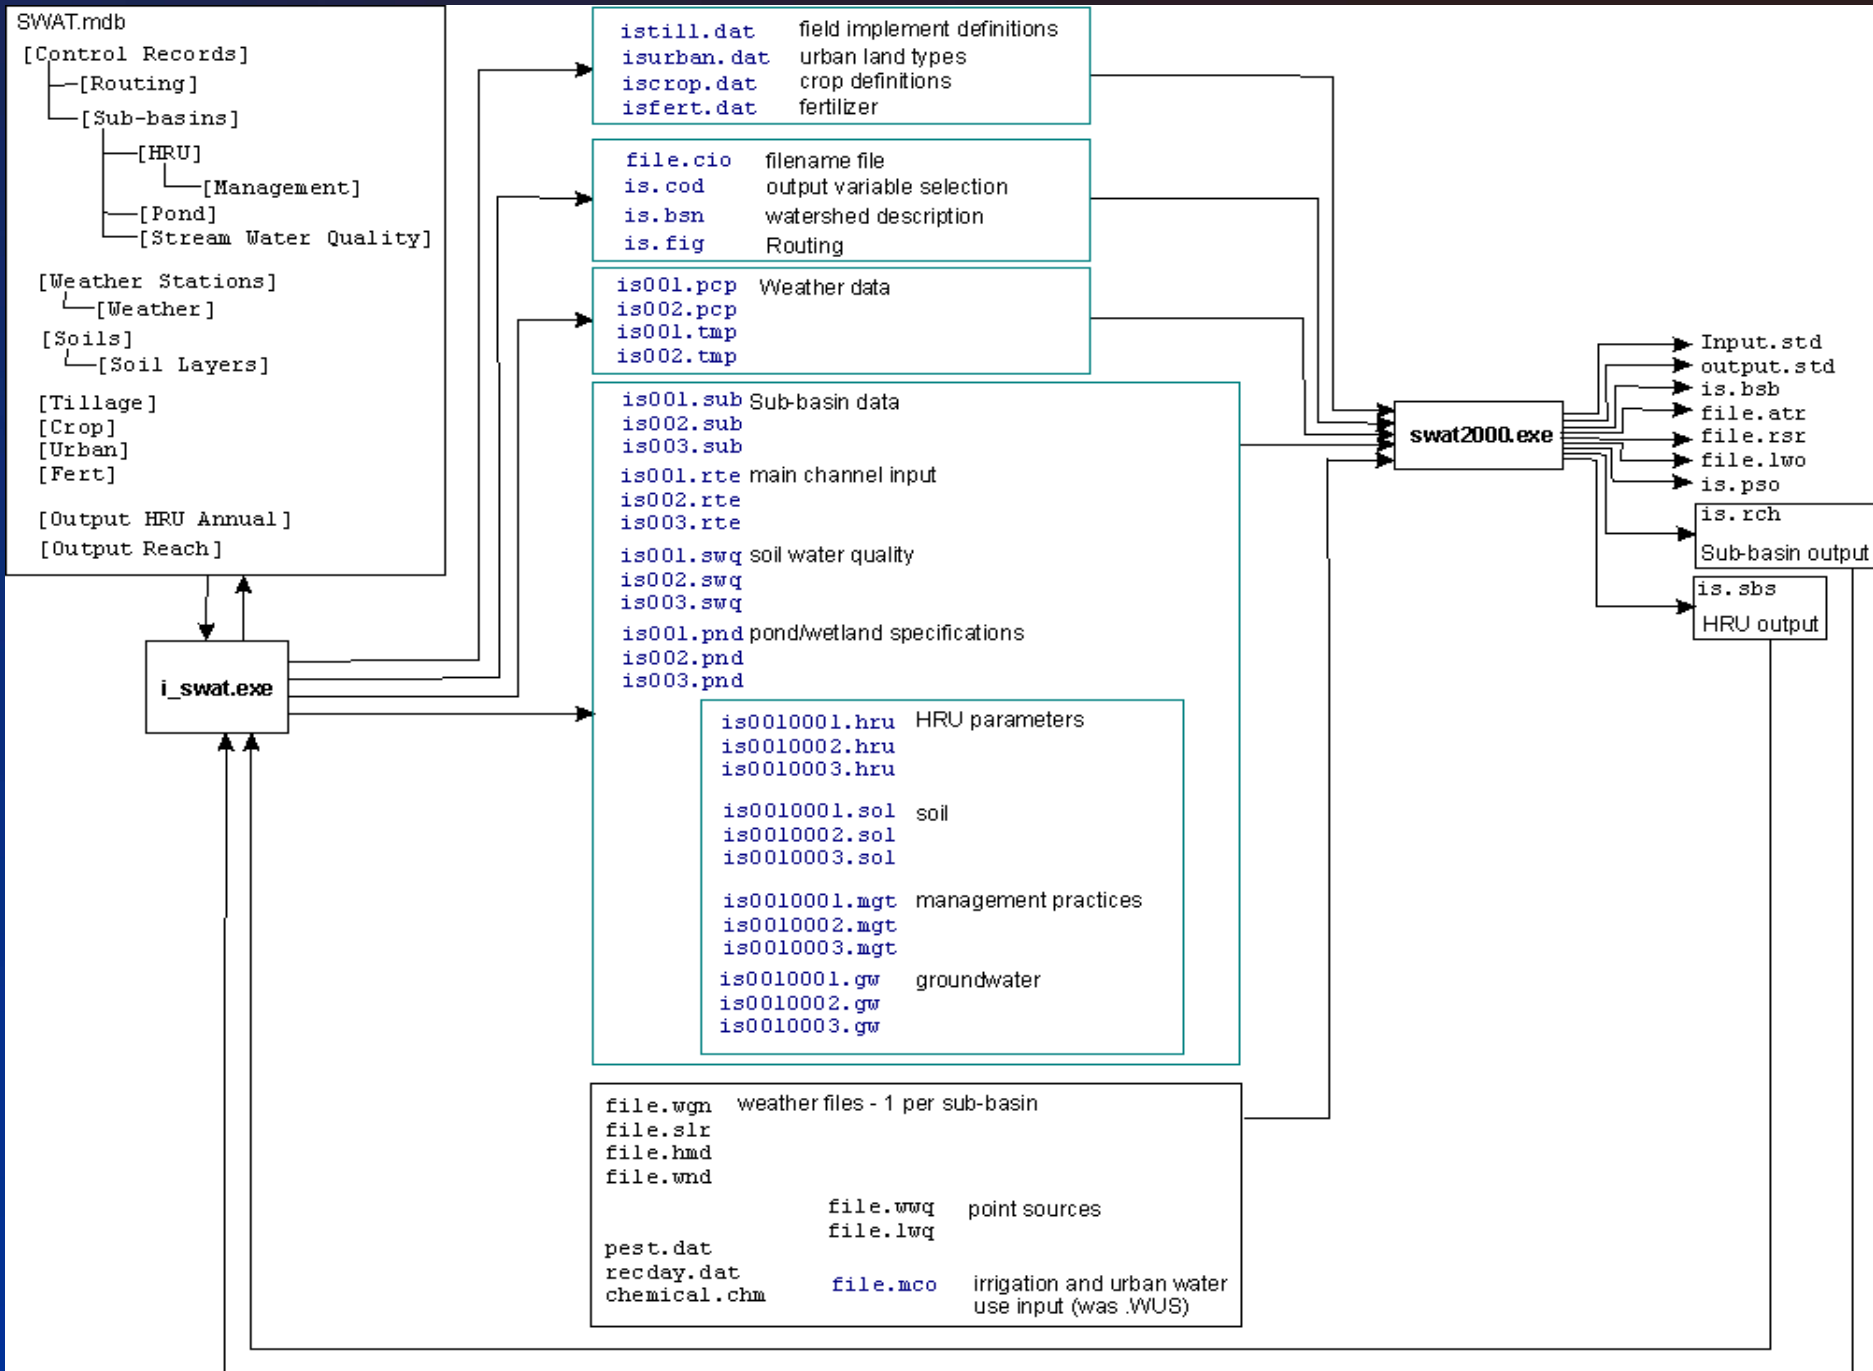 SWAT.mdb
[Control Records]
[Routing]
[Sub-basins]
[HRU]
[Management]
[Pond]
[Stream Water Quality]
[Weather Stations]
[Weather]
[Soils]
[Soil Layers]
[Tillage]
[Crop]
[Urban]
[Fert]
[Output HRU Annual]
[Output Reach]
i_swat.exe
istill.dat field implement definitions
isurban.dat urban land types
iscrop.dat crop definitions
isfert.dat fertilizer
file.cio filename file
is.cod output variable selection
is.bsn watershed description
is.fig Routing
is001.pcp Weather data
is002.pcp
is001.tmp
is002.tmp
is001.sub Sub-basin data
is002.sub
is003.sub
is001.rte main channel input
is002.rte
is003.rte
is001.swq soil water quality
is002.swq
is003.swq
is001.pnd pond/wetland specifications
is002.pnd
is003.pnd
is0010001.hru HRU parameters
is0010002.hru
is0010003.hru
is0010001.sol soil
is0010002.sol
is0010003.sol
is0010001.mgt management practices
is0010002.mgt
is0010003.mgt
is0010001.gw groundwater
is0010002.gw
is0010003.gw
file.wgn weather files - 1 per sub-basin
file.slr
file.hmd
file.wnd
file.wwq point sources
file.lwq
pest.dat
recday.dat
chemical.chm
file.mco irrigation and urban water
use input (was .WUS)
swat2000.exe
Input.std
output.std
is.bsb
file.atr
file.rsr
file.lwo
is.pso
is.rch
Sub-basin output
is.sbs
HRU output